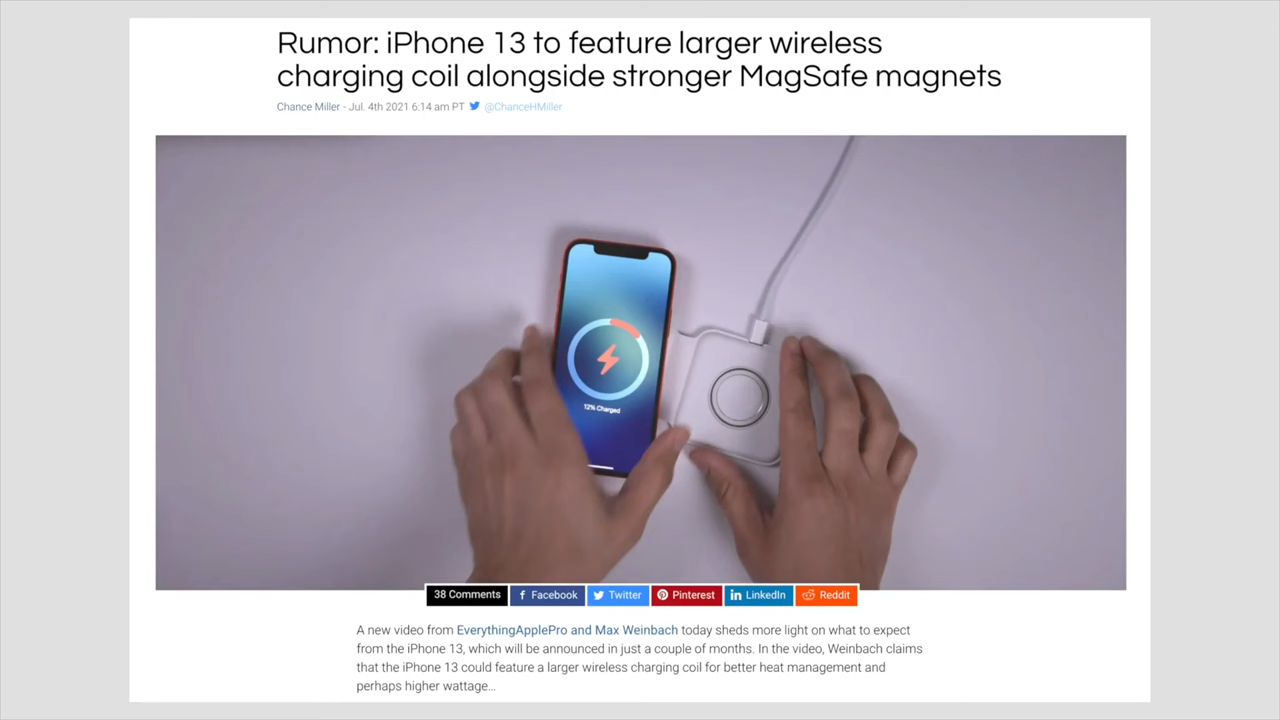 Rumor: iPhone 13 to feature larger wireless
charging coil alongside stronger MagSafe magnets
Chance Miller - Jul. 4th 2021 6:14 am PT @ChanceHMiller
12% Charged
38 Comments Facebook Twitter Pinterest LinkedIn Reddit
A new video from EverythingApplePro and Max Weinbach today sheds more light on what to expect
from the iPhone 13, which will be announced in just a couple of months. In the video, Weinbach claims
that the iPhone 13 could feature a larger wireless charging coil for better heat management and
perhaps higher wattage…